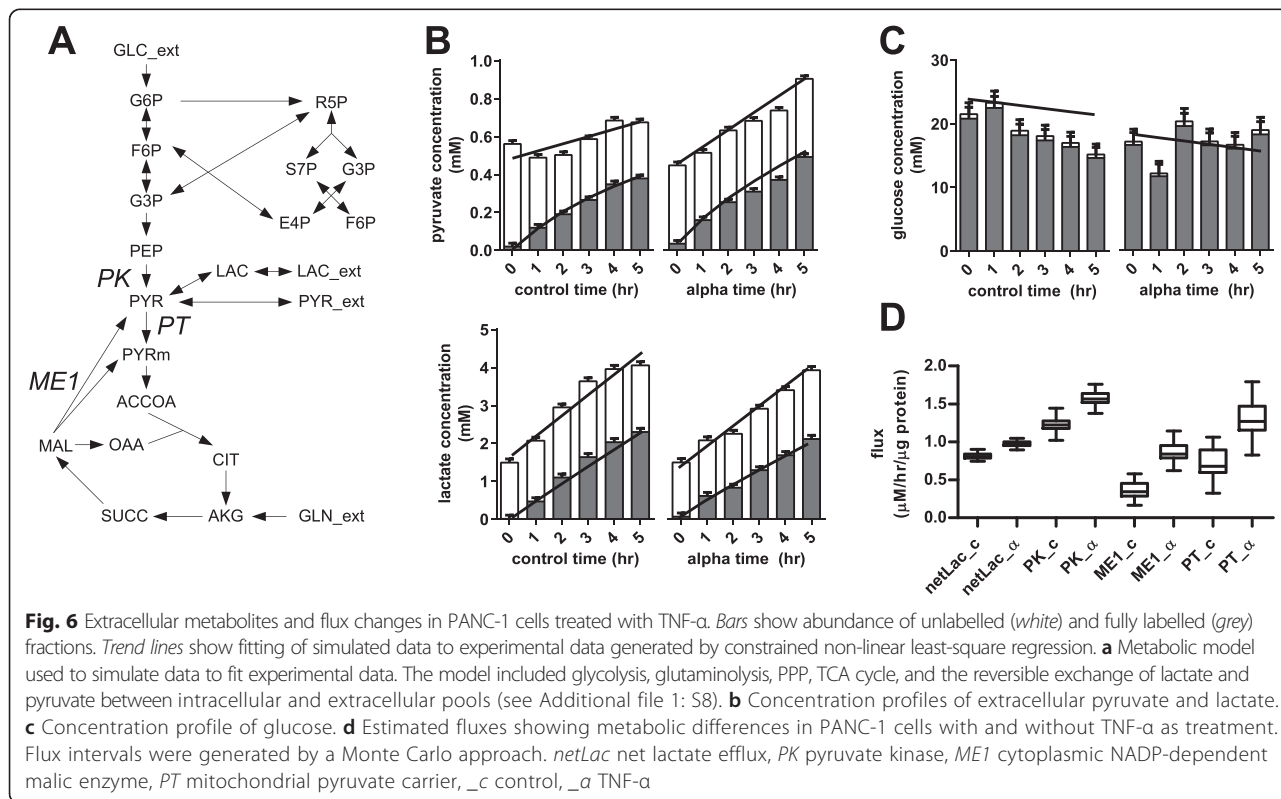 A
GLC_ext
G6P
R5P
F6P
S7P G3P
G3P
E4P F6P
PEP
PK
LAC LAC_ext
PYR
PYR_ext
PT
PYRm
ME1
ACCOA
MAL OAA
CIT
SUCC AKG GLN_ext
B
pyruvate concentration
(mM)
1.0
0.8
0.6
0.4
0.2
0.0
0 1 2 3 4 5
control time (hr)
0 1 2 3 4 5
alpha time (hr)
lactate concentration
(mM)
5
4
3
2
1
0
0 1 2 3 4 5
control time (hr)
0 1 2 3 4 5
alpha time (hr)
C
glucose concentration
(mM)
30
20
10
0
0 1 2 3 4 5
control time (hr)
0 1 2 3 4 5
alpha time (hr)
D
flux
(μM/hr/μg protein)
2.0
1.5
1.0
0.5
0.0
netLac_c
netLac_α
PK_c
PK_α
ME1_c
ME1_α
PT_c
PT_α
Fig. 6 Extracellular metabolites and flux changes in PANC-1 cells treated with TNF-α. Bars show abundance of unlabelled (white) and fully labelled (grey)
fractions. Trend lines show fitting of simulated data to experimental data generated by constrained non-linear least-square regression. a Metabolic model
used to simulate data to fit experimental data. The model included glycolysis, glutaminolysis, PPP, TCA cycle, and the reversible exchange of lactate and
pyruvate between intracellular and extracellular pools (see Additional file 1: S8). b Concentration profiles of extracellular pyruvate and lactate.
c Concentration profile of glucose. d Estimated fluxes showing metabolic differences in PANC-1 cells with and without TNF-α as treatment.
Flux intervals were generated by a Monte Carlo approach. netLac net lactate efflux, PK pyruvate kinase, ME1 cytoplasmic NADP-dependent
malic enzyme, PT mitochondrial pyruvate carrier, _c control, _α TNF-α